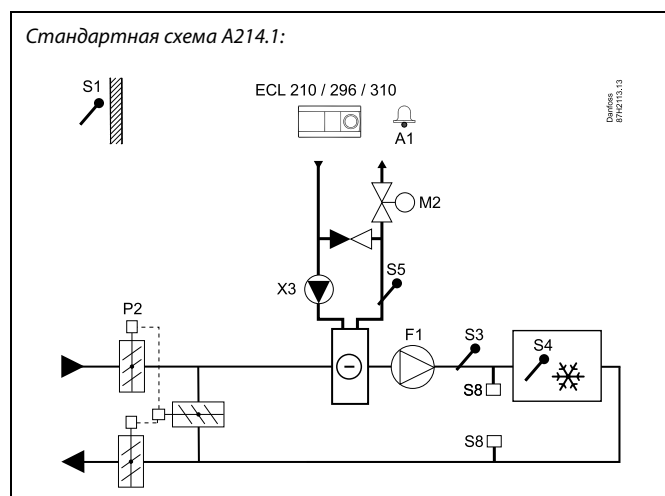 Стандартная схема A214.1:
S1
ECL 210 / 296 / 310
A1
Danfoss
87H2113.13
M2
S5
X3
P2
F1
S3
S4
S8
S8